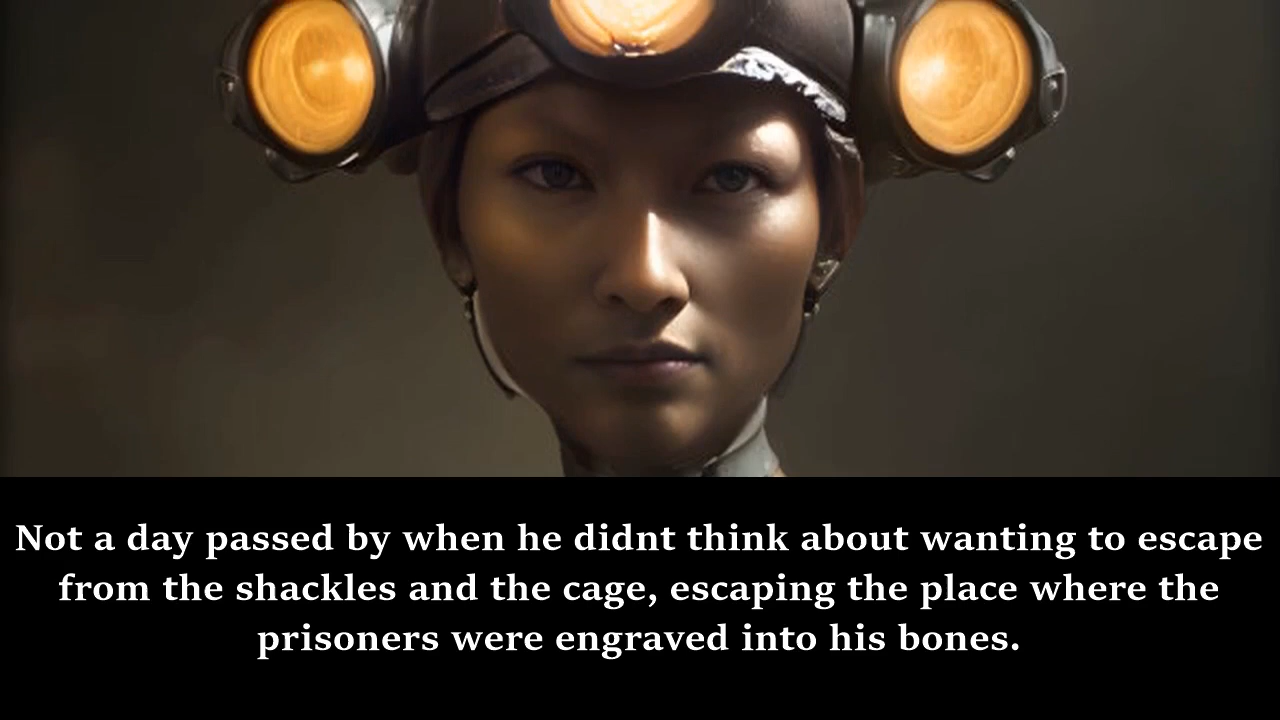 Not a day passed by when he didnt think about wanting to escape
from the shackles and the cage, escaping the place where the
prisoners were engraved into his bones.